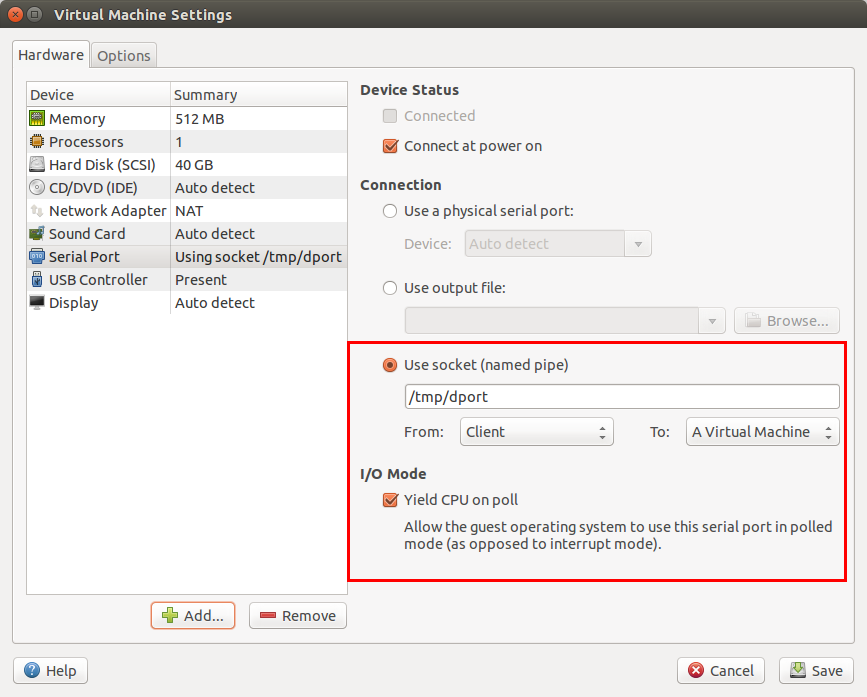 Virtual Machine Settings
Hardware Options
Device Summary
Memory 512 MB
Processors 1
Hard Disk (SCSI) 40 GB
CD/DVD (IDE) Auto detect
Network Adapter NAT
Sound Card Auto detect
Serial Port Using socket /tmp/dport
USB Controller Present
Display Auto detect
Add... Remove
Device Status
Connected
Connect at power on
Connection
Use a physical serial port:
Device: Auto detect
Use output file:
Browse...
Use socket (named pipe)
/tmp/dport
From: Client To: A Virtual Machine
I/O Mode
Yield CPU on poll
Allow the guest operating system to use this serial port in polled
mode (as opposed to interrupt mode).
Help Cancel Save